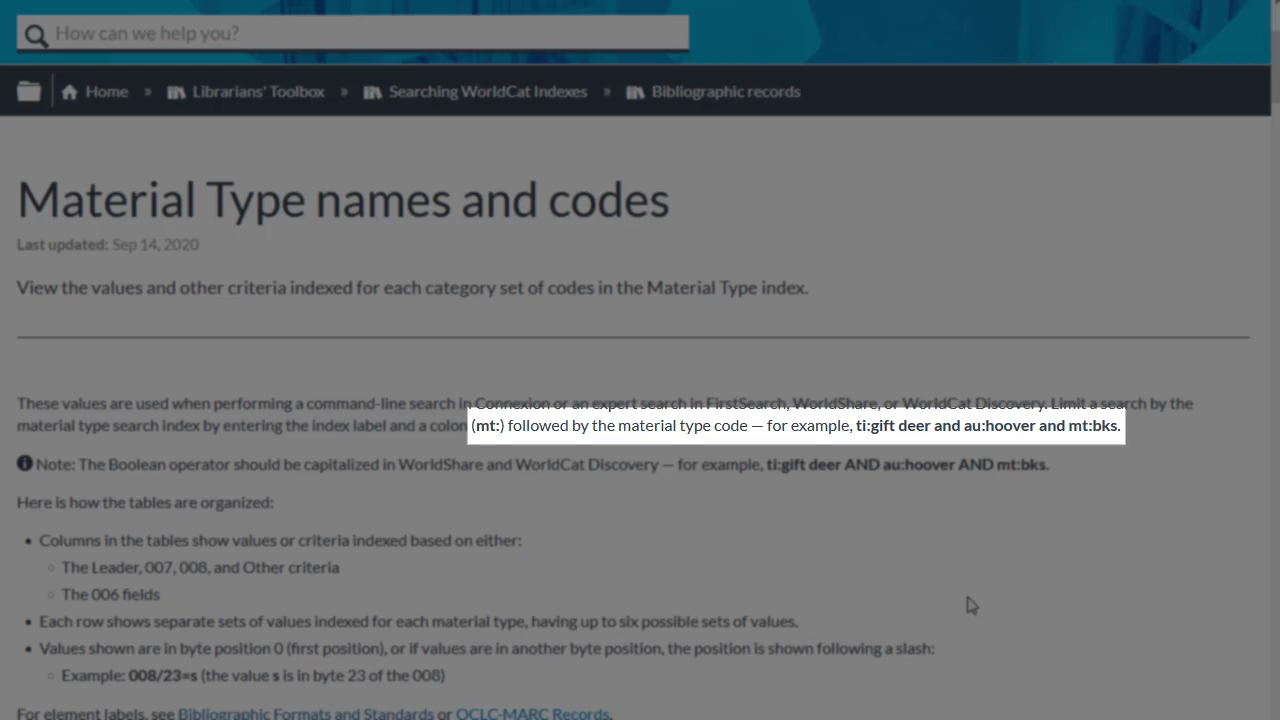 How can we help you?
Home » Librarians' Toolbox » Searching WorldCat Indexes » Bibliographic records
Material Type names and codes
Last updated: Sep 14, 2020
View the values and other criteria indexed for each category set of codes in the Material Type index.
These values are used when performing a command-line search in Connexion or an expert search in FirstSearch, WorldShare, or WorldCat Discovery. Limit a search by the
material type search index by entering the index label and a colon (mt:) followed by the material type code — for example, ti:gift deer and au:hoover and mt:bks.
Note: The Boolean operator should be capitalized in WorldShare and WorldCat Discovery — for example, ti:gift deer AND au:hoover AND mt:bks.
Here is how the tables are organized:
• Columns in the tables show values or criteria indexed based on either:
◦ The Leader, 007, 008, and Other criteria
◦ The 006 fields
• Each row shows separate sets of values indexed for each material type, having up to six possible sets of values.
• Values shown are in byte position 0 (first position), or if values are in another byte position, the position is shown following a slash:
◦ Example: 008/23=s (the value s is in byte 23 of the 008)
For element labels, see Bibliographic Formats and Standards or OCLC-MARC Records.